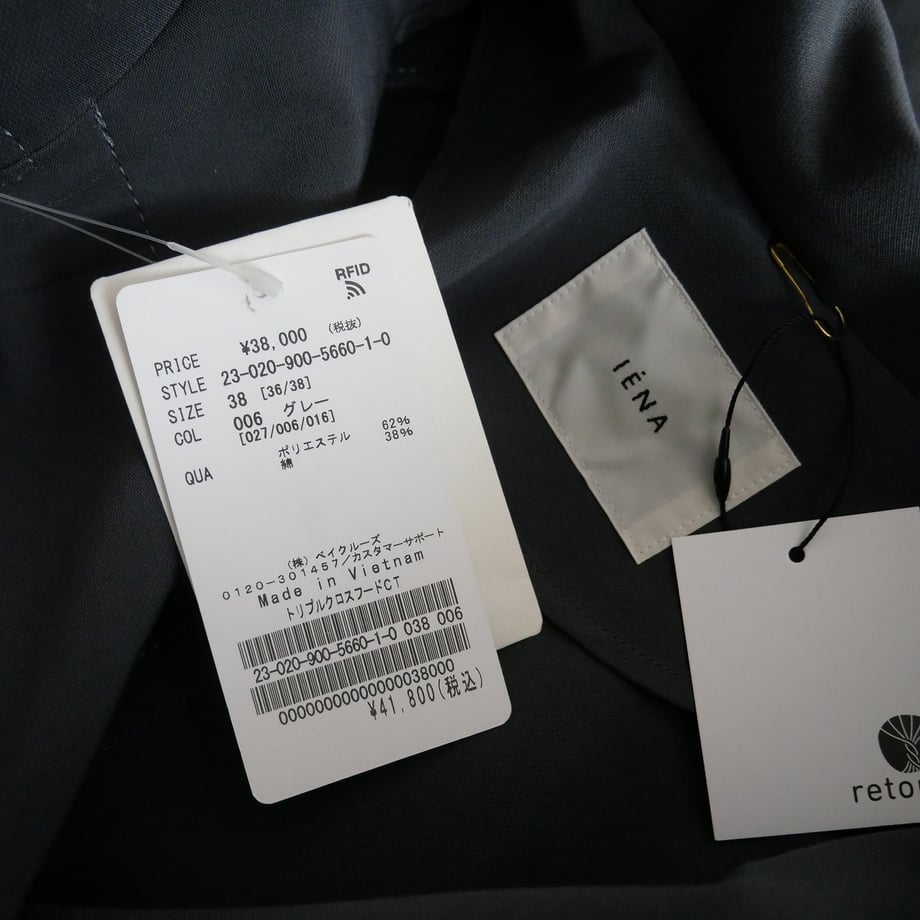 RFID
PRICE ¥38,000 (税抜)
STYLE 23-020-900-5660-1-0
SIZE 38 [36/38]
COL 006 グレー
[027/006/016]
QUA ポリエステル 62%
綿 38%
(株) ベイクルーズ
0120-301457/カスタマーサポート
Made in Vietnam
トリプルクロスフードCT
23-020-900-5660-1-0 038 006
00000000000000038000
¥41,800(税込)
IÉNA